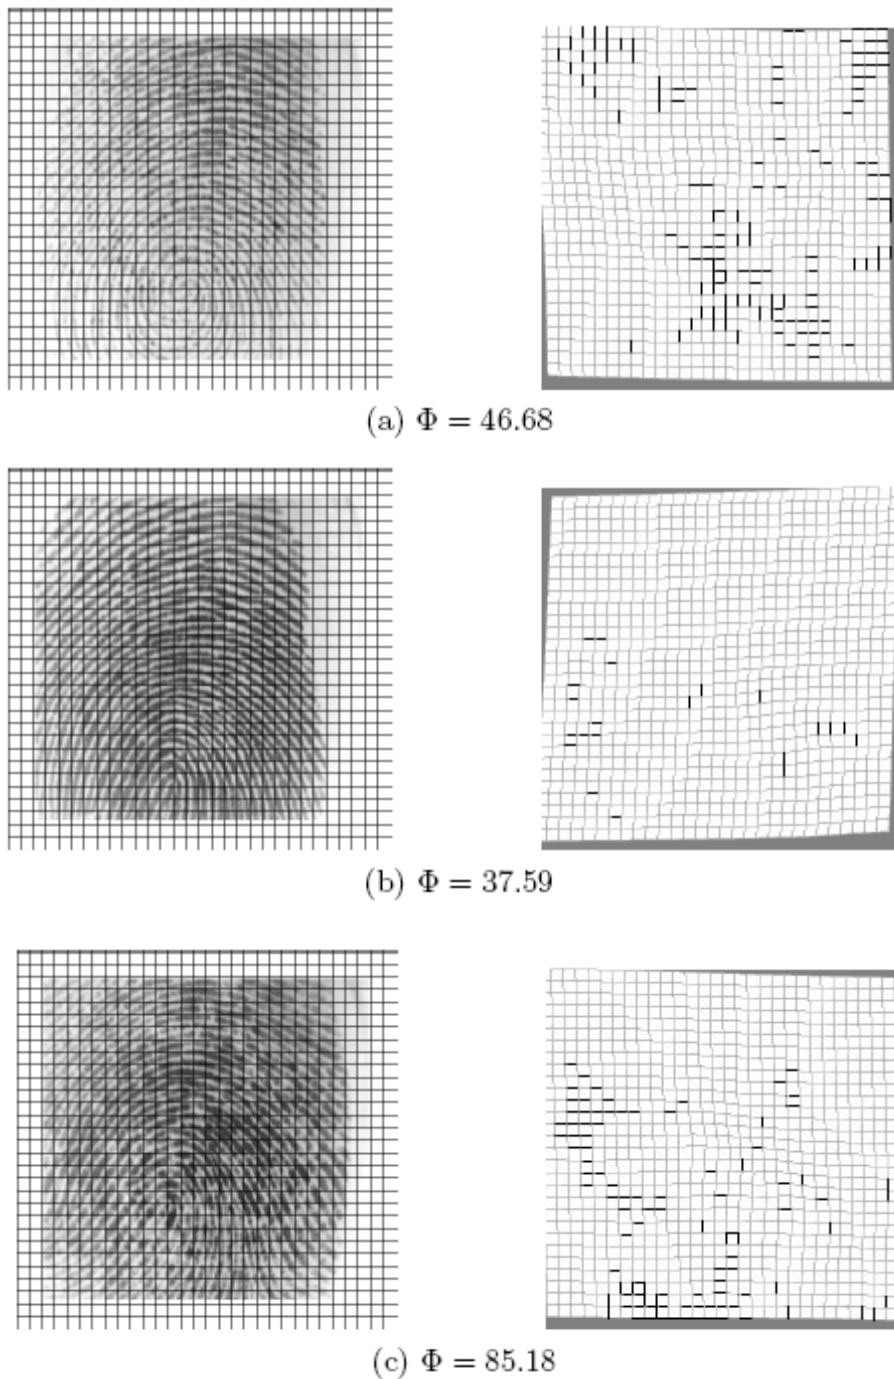 (a) Φ = 46.68
(b) Φ = 37.59
(c) Φ = 85.18